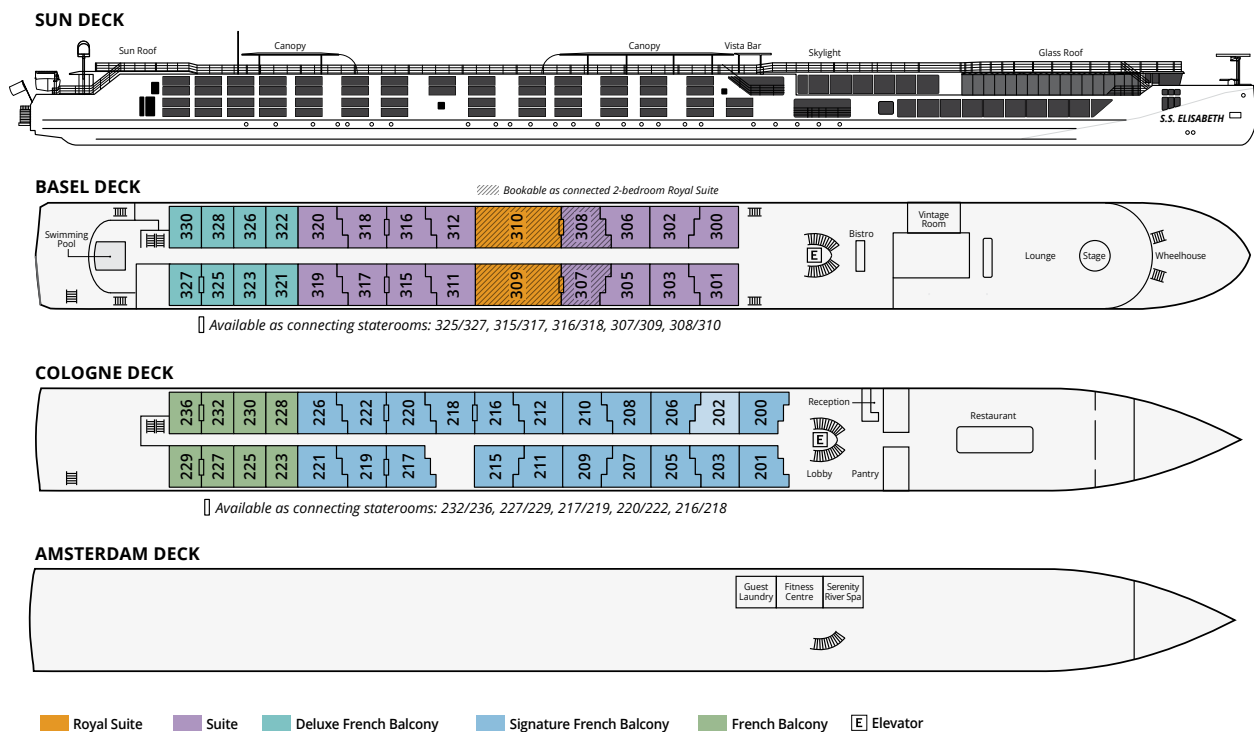 SUN DECK
Sun Roof
Canopy
Canopy
Vista Bar
Skylight
Glass Roof
S.S. ELISABETH
BASEL DECK
Bookable as connected 2-bedroom Royal Suite
Swimming
Pool
330 328 326 322 320 318 316 312 310 308 306 302 300
327 325 323 321 319 317 315 311 309 307 305 303 301
E
Bistro
Vintage
Room
Lounge
Stage
Wheelhouse
Available as connecting staterooms: 325/327, 315/317, 316/318, 307/309, 308/310
COLOGNE DECK
236 232 230 228 226 222 220 218 216 212 210 208 206 202 200
229 227 225 223 221 219 217 215 211 209 207 205 203 201
Reception
E
Lobby
Pantry
Restaurant
Available as connecting staterooms: 232/236, 227/229, 217/219, 220/222, 216/218
AMSTERDAM DECK
Guest
Laundry
Fitness
Centre
Serenity
River Spa
Royal Suite
Suite
Deluxe French Balcony
Signature French Balcony
French Balcony
E Elevator